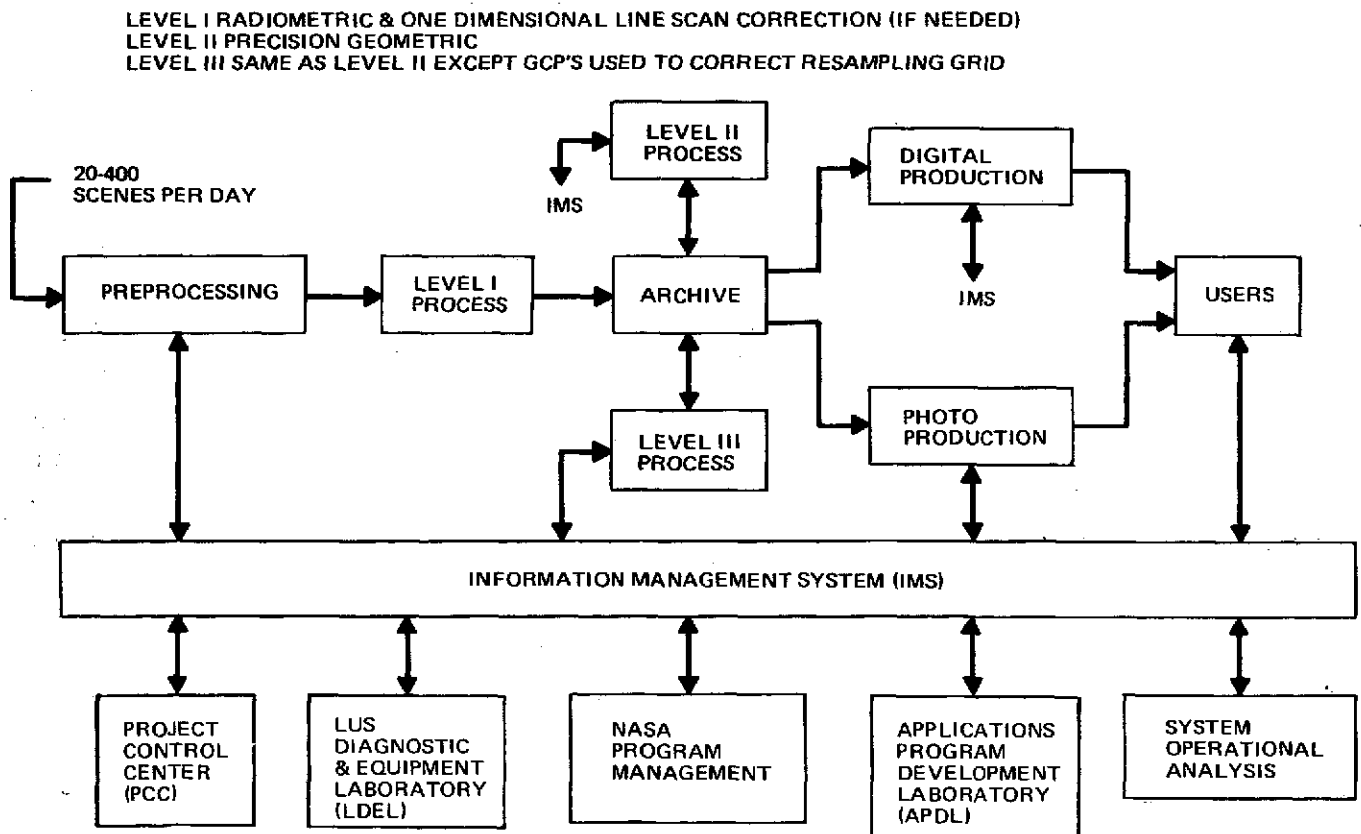 LEVEL I RADIOMETRIC & ONE DIMENSIONAL LINE SCAN CORRECTION (IF NEEDED)
LEVEL II PRECISION GEOMETRIC
LEVEL III SAME AS LEVEL II EXCEPT GCP'S USED TO CORRECT RESAMPLING GRID
20-400
SCENES PER DAY
LEVEL II
PROCESS
IMS
DIGITAL
PRODUCTION
IMS
PREPROCESSING
LEVEL I
PROCESS
ARCHIVE
USERS
LEVEL III
PROCESS
PHOTO
PRODUCTION
INFORMATION MANAGEMENT SYSTEM (IMS)
PROJECT
CONTROL
CENTER
(PCC)
LUS
DIAGNOSTIC
& EQUIPMENT
LABORATORY
(LDEL)
NASA
PROGRAM
MANAGEMENT
APPLICATIONS
PROGRAM
DEVELOPMENT
LABORATORY
(APDL)
SYSTEM
OPERATIONAL
ANALYSIS